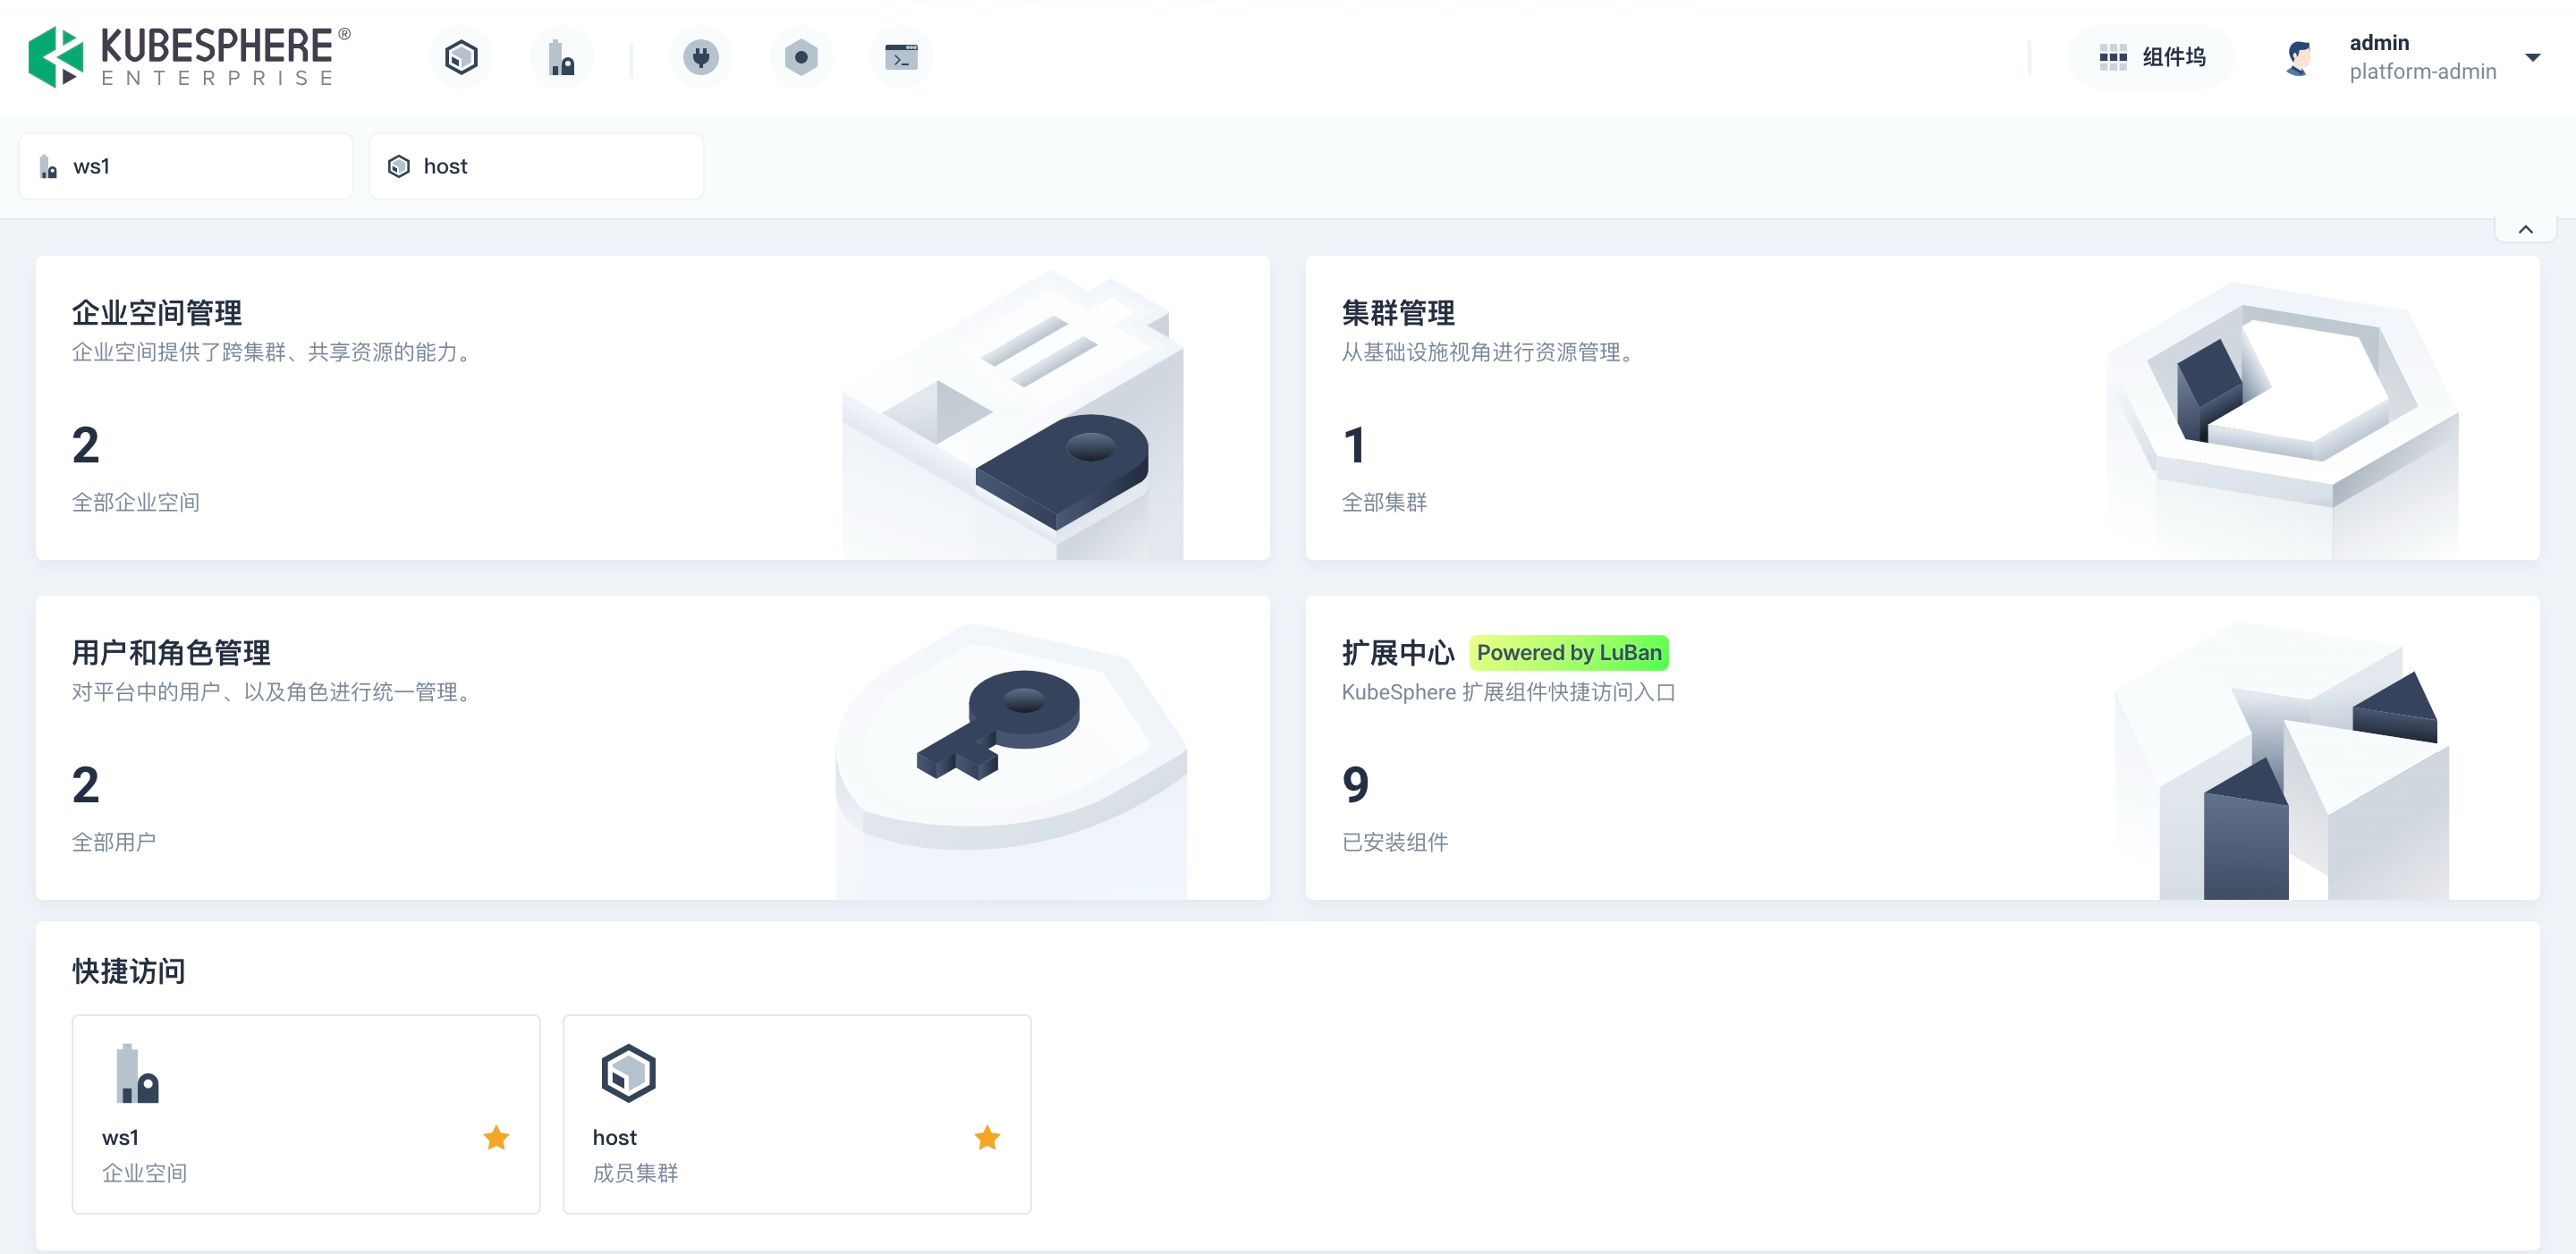 KUBESPHERE®
ENTERPRISE
组件坞
admin
platform-admin
ws1
host
企业空间管理
企业空间提供了跨集群、共享资源的能力。
2
全部企业空间
集群管理
从基础设施视角进行资源管理。
1
全部集群
用户和角色管理
对平台中的用户、以及角色进行统一管理。
2
全部用户
扩展中心 Powered by LuBan
KubeSphere 扩展组件快捷访问入口
9
已安装组件
快捷访问
ws1
企业空间
host
成员集群